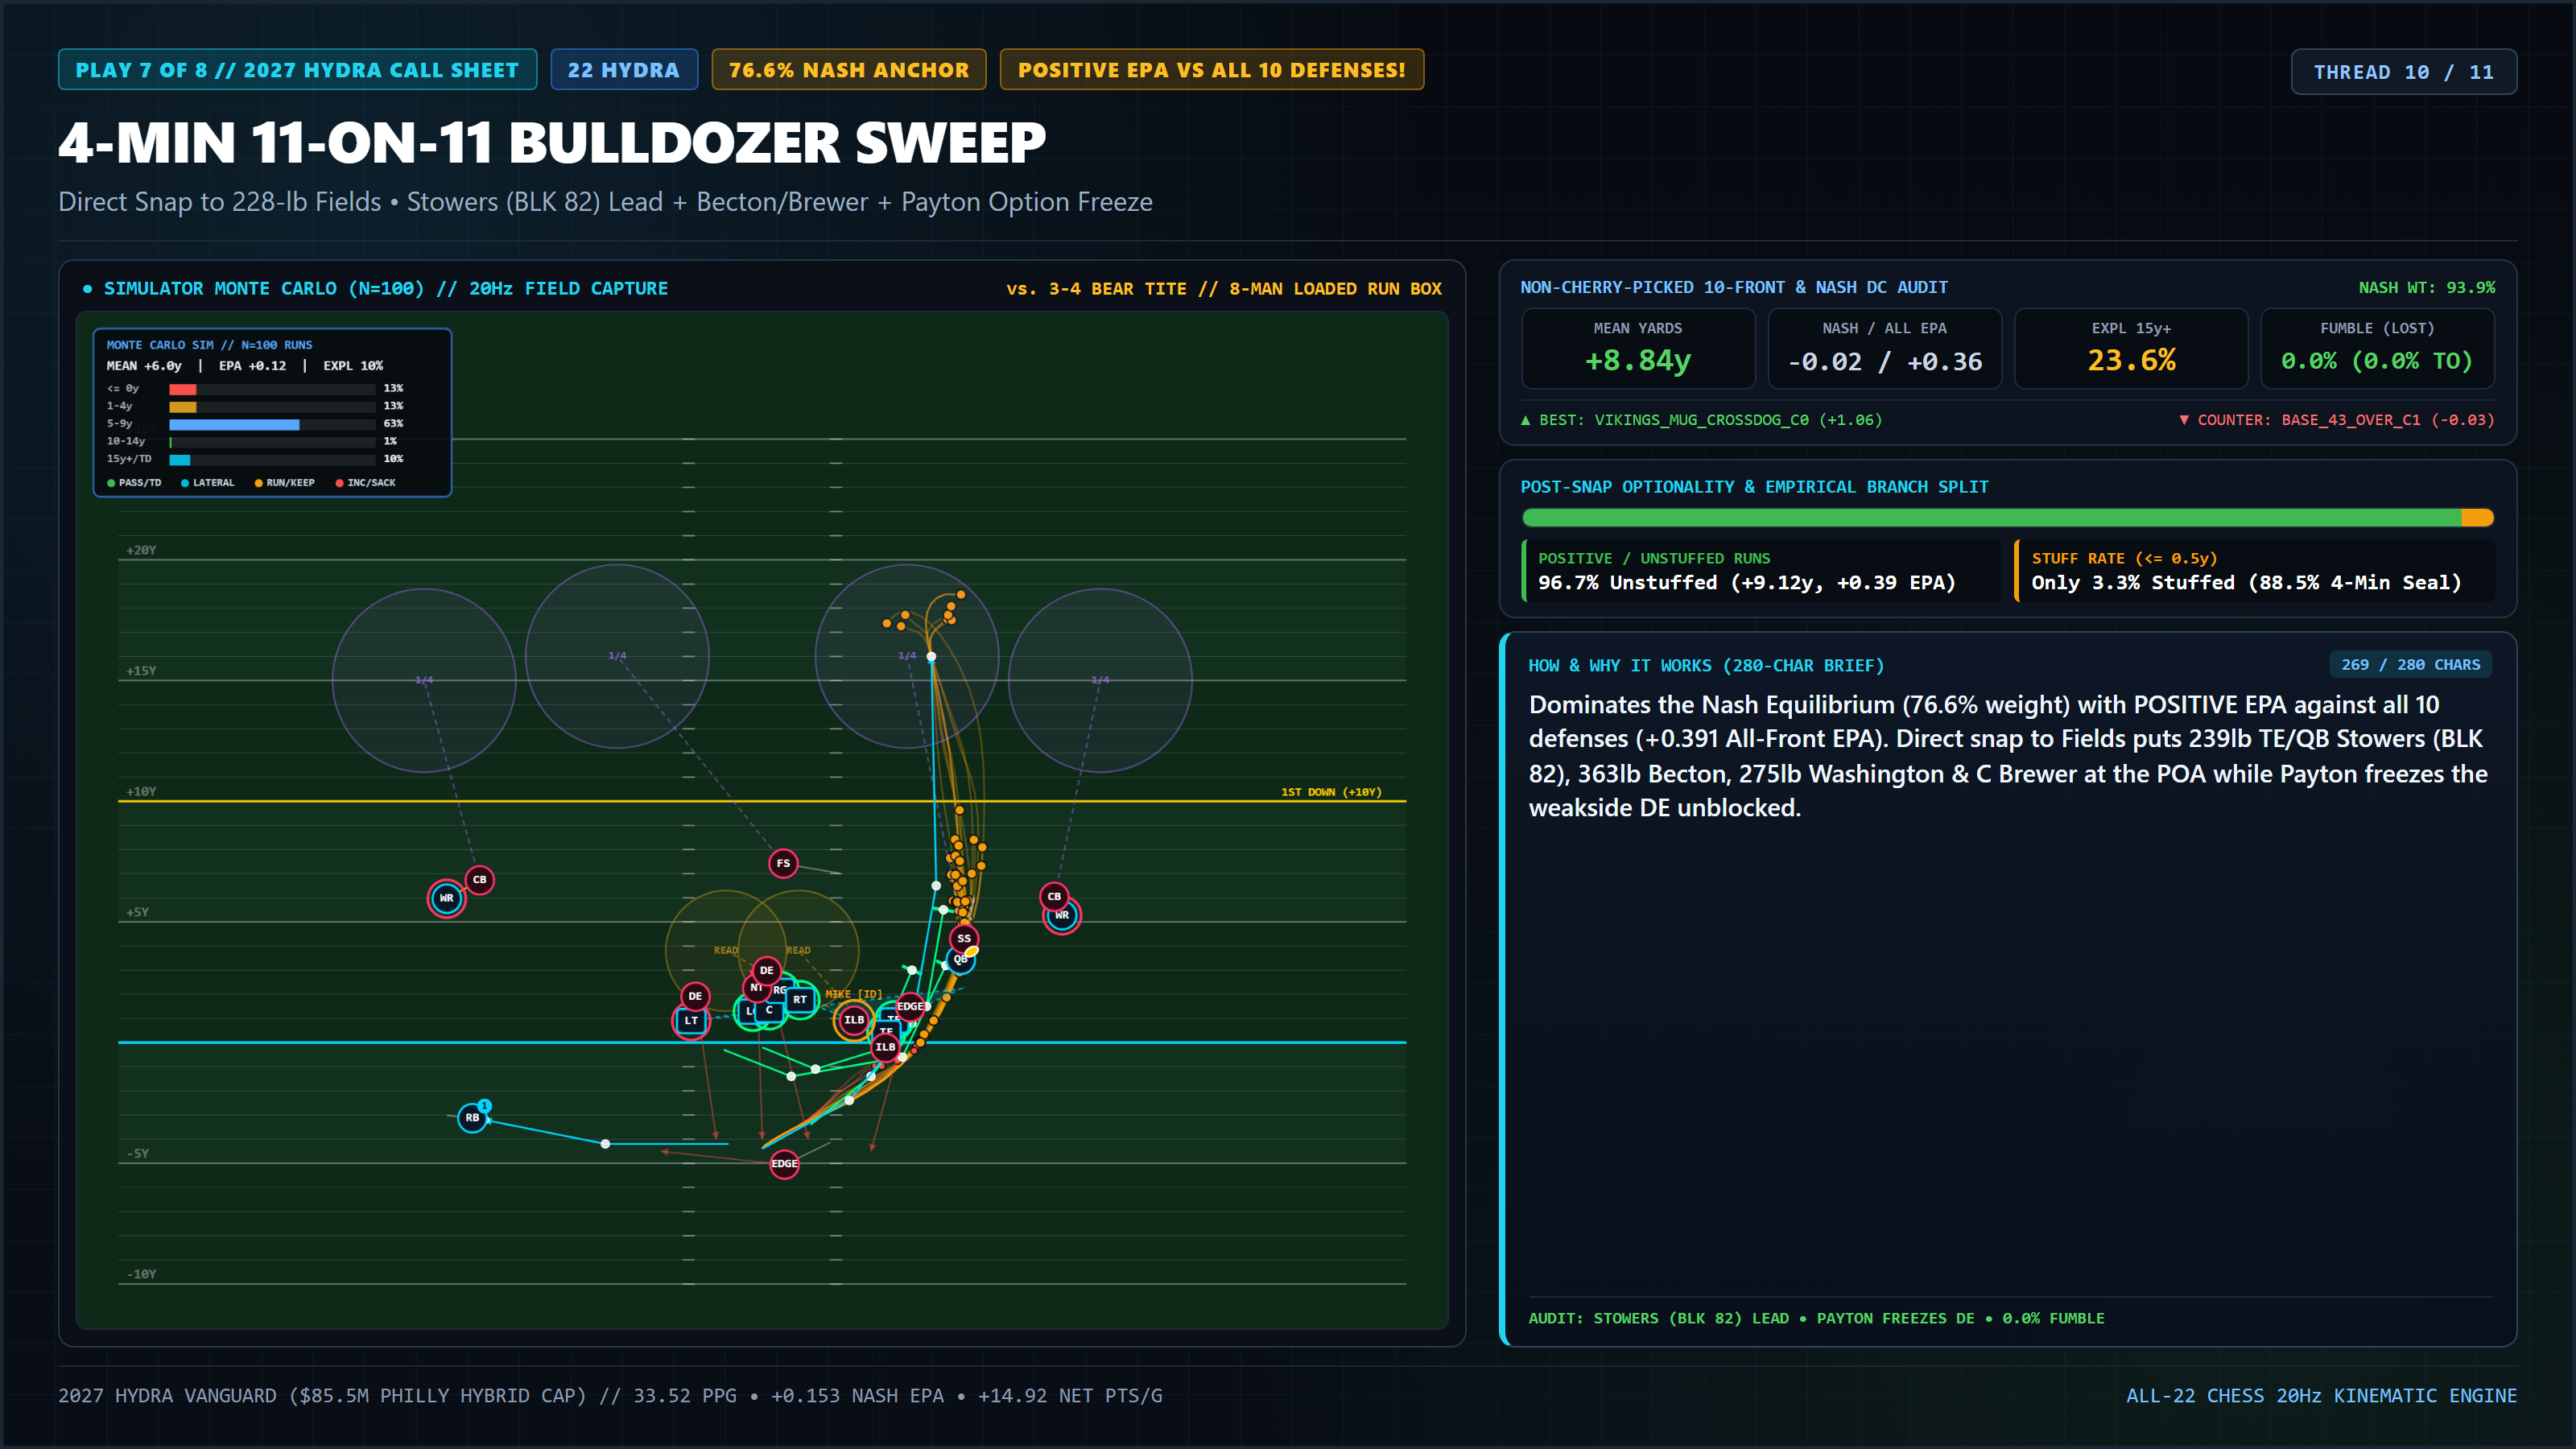 PLAY 7 OF 8 // 2027 HYDRA CALL SHEET
22 HYDRA
76.6% NASH ANCHOR
POSITIVE EPA VS ALL 10 DEFENSES!
THREAD 10 / 11
4-MIN 11-ON-11 BULLDOZER SWEEP
Direct Snap to 228-lb Fields • Stowers (BLK 82) Lead + Becton/Brewer + Payton Option Freeze
SIMULATOR MONTE CARLO (N=100) // 20Hz FIELD CAPTURE
vs. 3-4 BEAR TITE // 8-MAN LOADED RUN BOX
MONTE CARLO SIM // N=100 RUNS
MEAN +6.0y | EPA +0.12 | EXPL 10%
<= 0y 13%
1-4y 13%
5-9y 63%
10-14y 1%
15y+/TD 10%
PASS/TD LATERAL RUN/KEEP INC/SACK
+20Y
1/4
1/4
1/4
1/4
+15Y
+10Y
1ST DOWN (+10Y)
FS
CB
WR
CB
WR
+5Y
SS
QB
READ
READ
DE
NT
RG
RT
DE
LT
C
MIKE [ID]
ILB
EDGE
TE
ILB
RB
1
-5Y
EDGE
-10Y
NON-CHERRY-PICKED 10-FRONT & NASH DC AUDIT
NASH WT: 93.9%
MEAN YARDS
+8.84y
NASH / ALL EPA
-0.02 / +0.36
EXPL 15y+
23.6%
FUMBLE (LOST)
0.0% (0.0% TO)
▲ BEST: VIKINGS_MUG_CROSSDOG_C0 (+1.06)
▼ COUNTER: BASE_43_OVER_C1 (-0.03)
POST-SNAP OPTIONALITY & EMPIRICAL BRANCH SPLIT
POSITIVE / UNSTUFFED RUNS
96.7% Unstuffed (+9.12y, +0.39 EPA)
STUFF RATE (<= 0.5y)
Only 3.3% Stuffed (88.5% 4-Min Seal)
HOW & WHY IT WORKS (280-CHAR BRIEF)
269 / 280 CHARS
Dominates the Nash Equilibrium (76.6% weight) with POSITIVE EPA against all 10
defenses (+0.391 All-Front EPA). Direct snap to Fields puts 239lb TE/QB Stowers (BLK
82), 363lb Becton, 275lb Washington & C Brewer at the POA while Payton freezes the
weakside DE unblocked.
AUDIT: STOWERS (BLK 82) LEAD • PAYTON FREEZES DE • 0.0% FUMBLE
2027 HYDRA VANGUARD ($85.5M PHILLY HYBRID CAP) // 33.52 PPG • +0.153 NASH EPA • +14.92 NET PTS/G
ALL-22 CHESS 20Hz KINEMATIC ENGINE